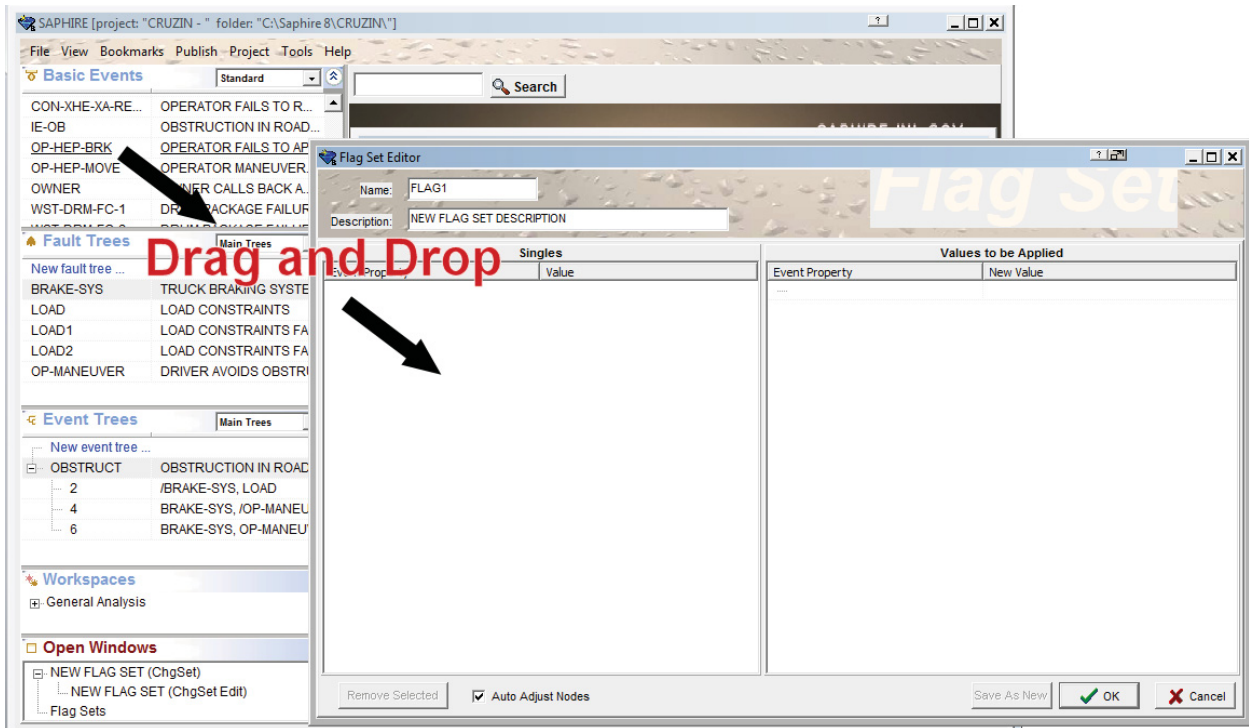 SAPHIRE [project: "CRUZIN - " folder: "C:\Saphire 8\CRUZIN\"]
File View Bookmarks Publish Project Tools Help
Basic Events Standard
Search
CON-XHE-XA-RE... OPERATOR FAILS TO R...
IE-OB OBSTRUCTION IN ROAD...
OP-HEP-BRK OPERATOR FAILS TO AP
OP-HEP-MOVE OPERATOR MANEUVER.
OWNER OWNER CALLS BACK A.
WST-DRM-FC-1 DRUM PACKAGE FAILUR
Fault Trees Main Trees
New fault tree ...
BRAKE-SYS TRUCK BRAKING SYSTE
LOAD LOAD CONSTRAINTS
LOAD1 LOAD CONSTRAINTS FA
LOAD2 LOAD CONSTRAINTS FA
OP-MANEUVER DRIVER AVOIDS OBSTRU
Event Trees Main Trees
New event tree ...
OBSTRUCT OBSTRUCTION IN ROAD
2 /BRAKE-SYS, LOAD
4 BRAKE-SYS, /OP-MANEU
6 BRAKE-SYS, OP-MANEU
Workspaces
General Analysis
Open Windows
NEW FLAG SET (ChgSet)
NEW FLAG SET (ChgSet Edit)
Flag Sets
Drag and Drop
Flag Set Editor
Flag Set
Name: FLAG1
Description: NEW FLAG SET DESCRIPTION
Singles
Event Property Value
Values to be Applied
Event Property New Value
....
Remove Selected Auto Adjust Nodes Save As New OK Cancel